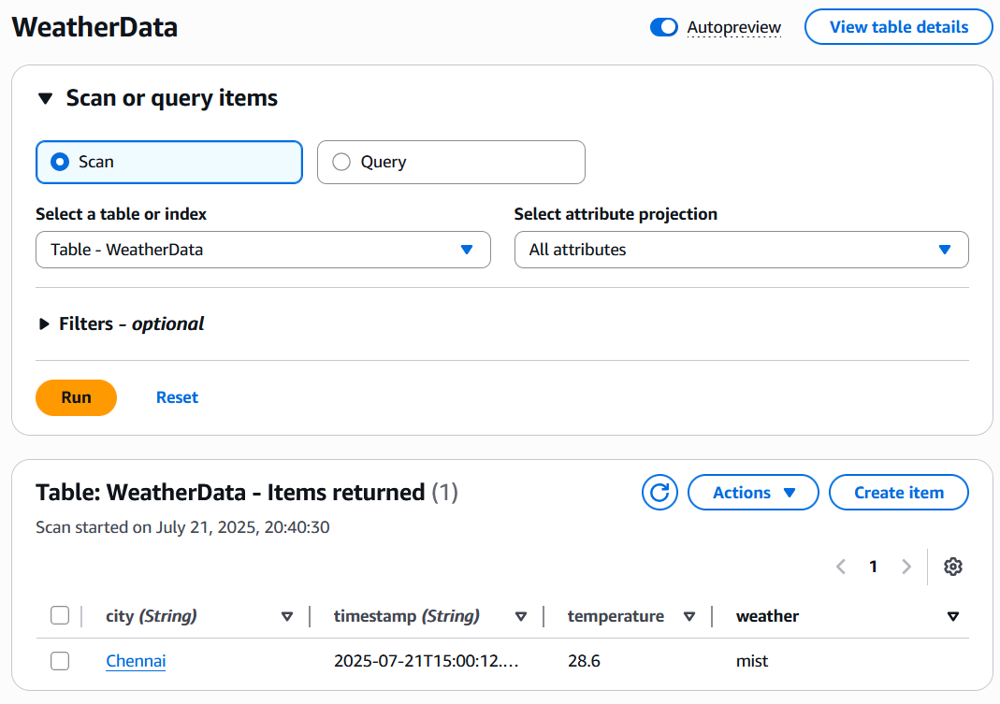 WeatherData
Autopreview
View table details
Scan or query items
Scan
Query
Select a table or index
Select attribute projection
Table - WeatherData
All attributes
Filters – optional
Run
Reset
Table: WeatherData - Items returned (1)
Actions
Create item
Scan started on July 21, 2025, 20:40:30
1
city (String) timestamp (String) temperature weather
Chennai 2025-07-21T15:00:12.… 28.6 mist